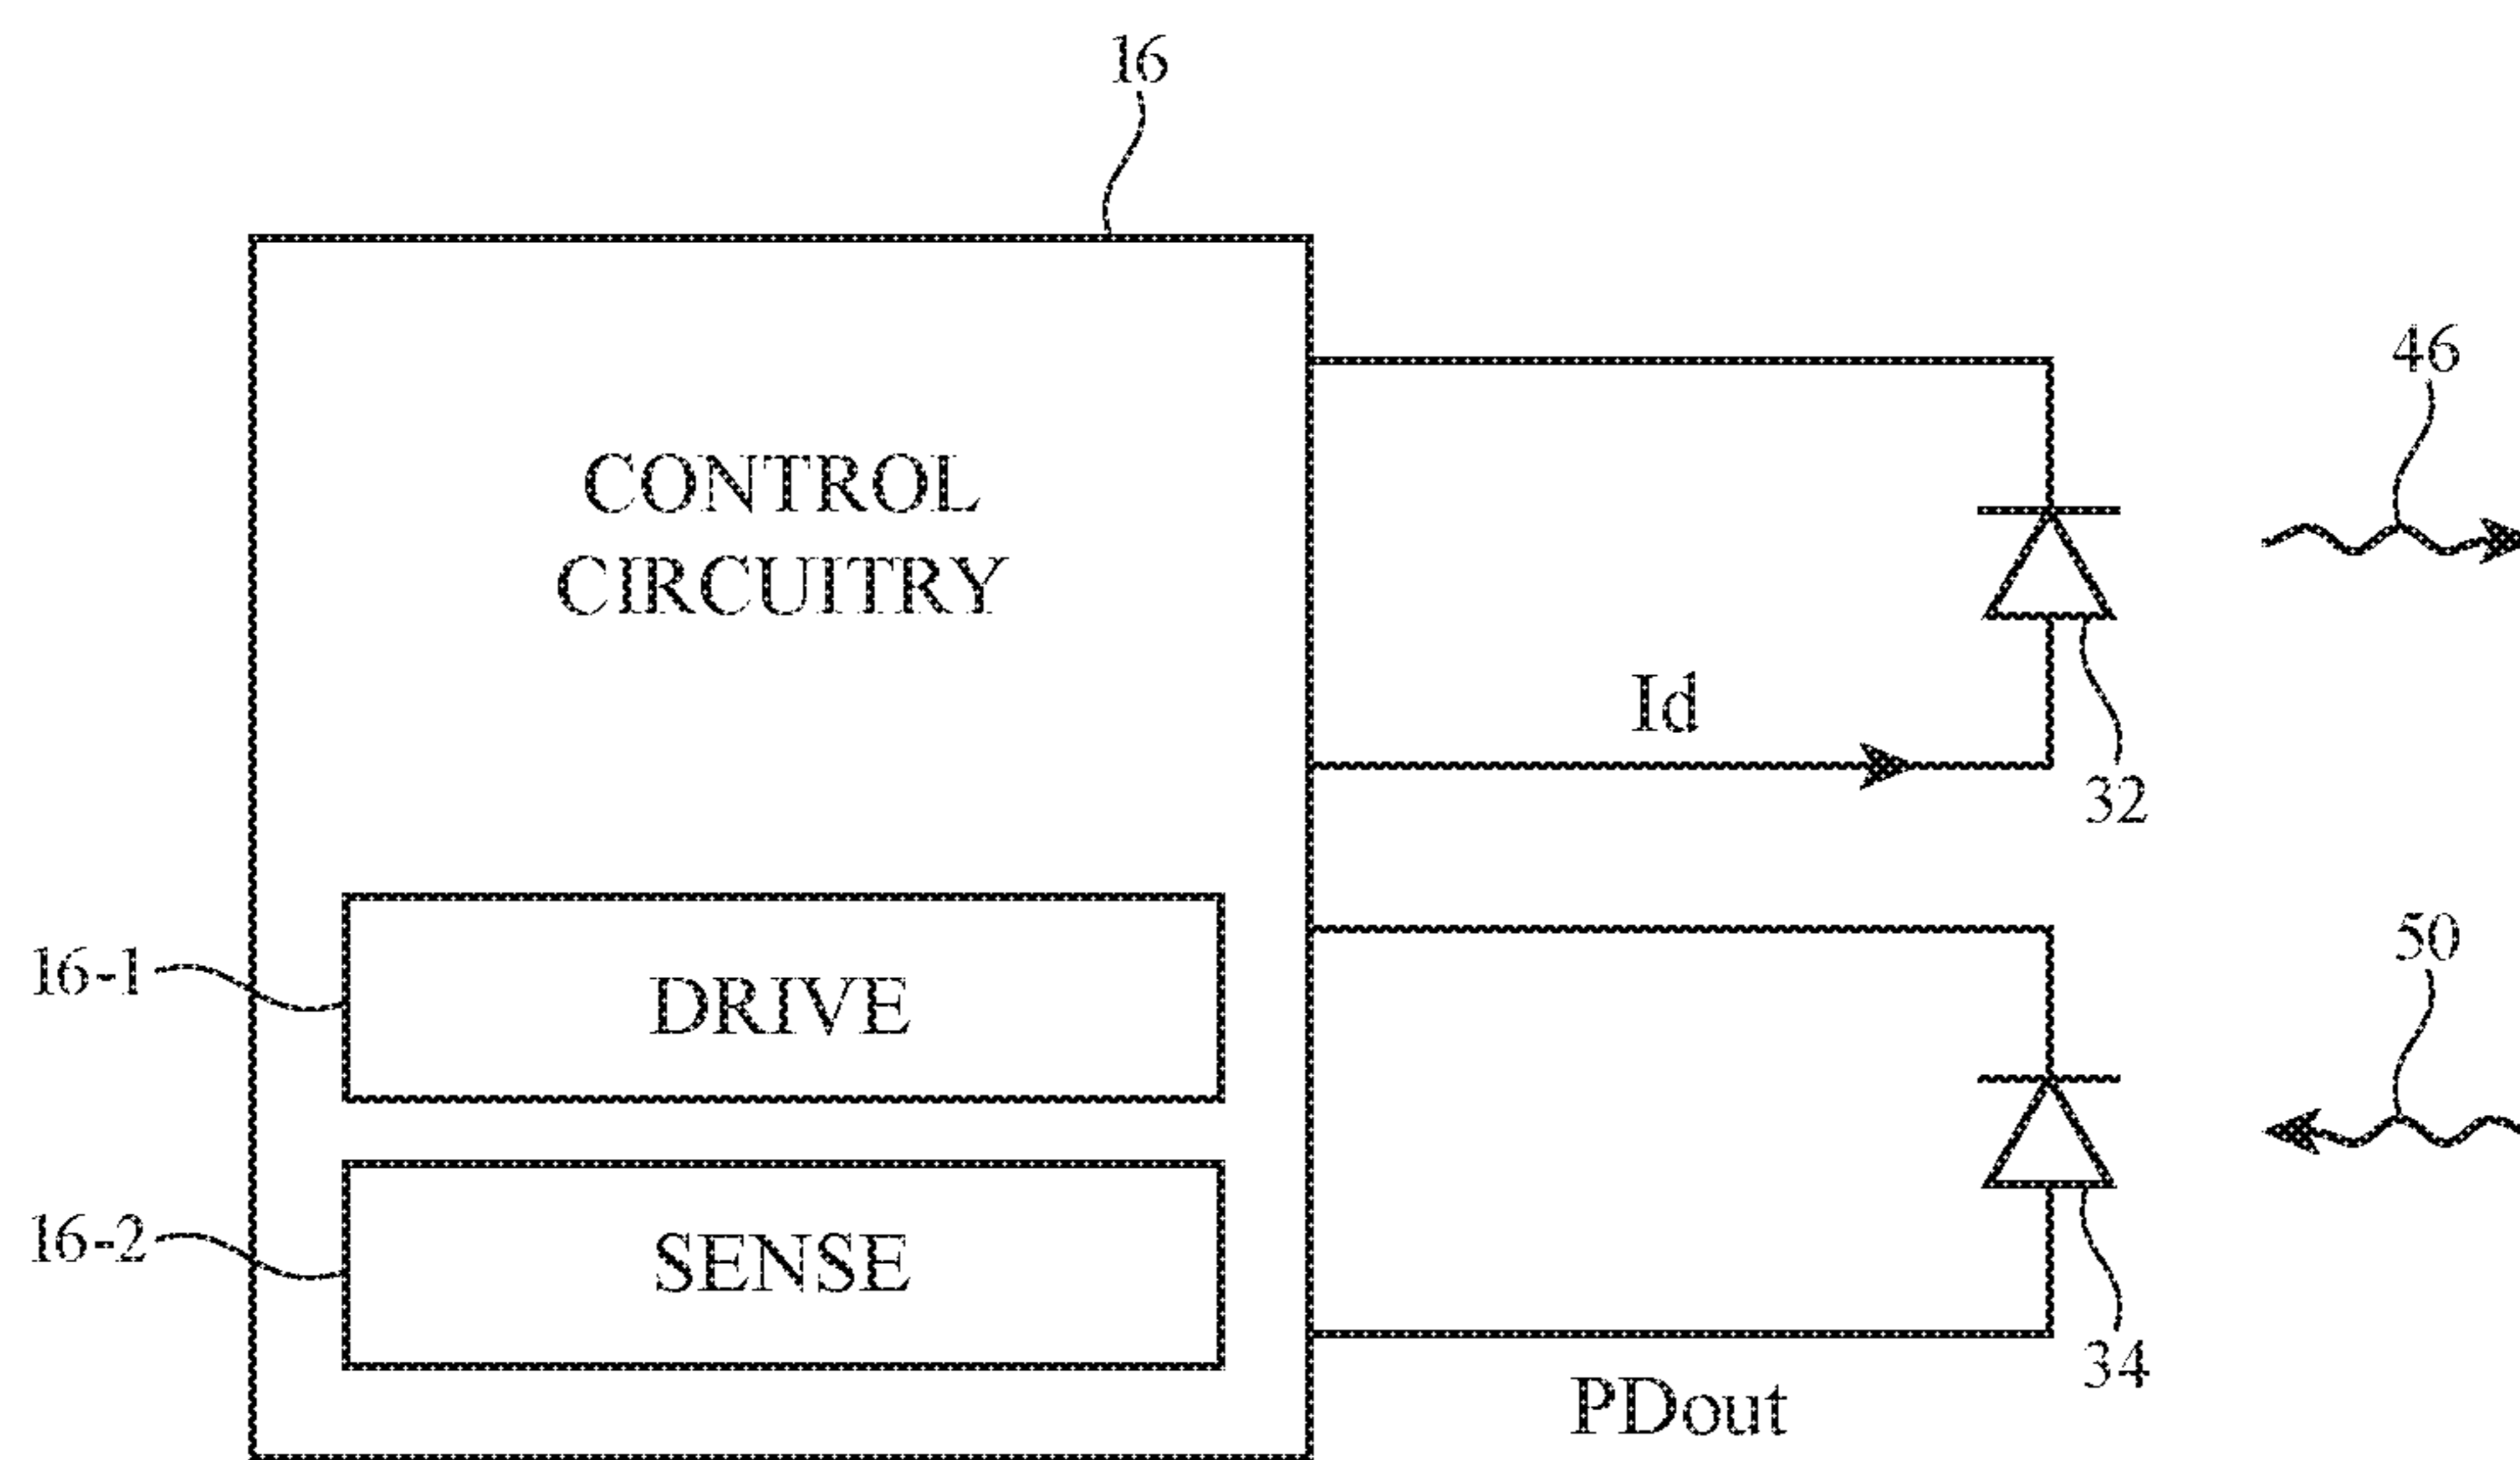 16
46
CONTROL
CIRCUITRY
Id
32
50
16-1
DRIVE
16-2
SENSE
34
PDout